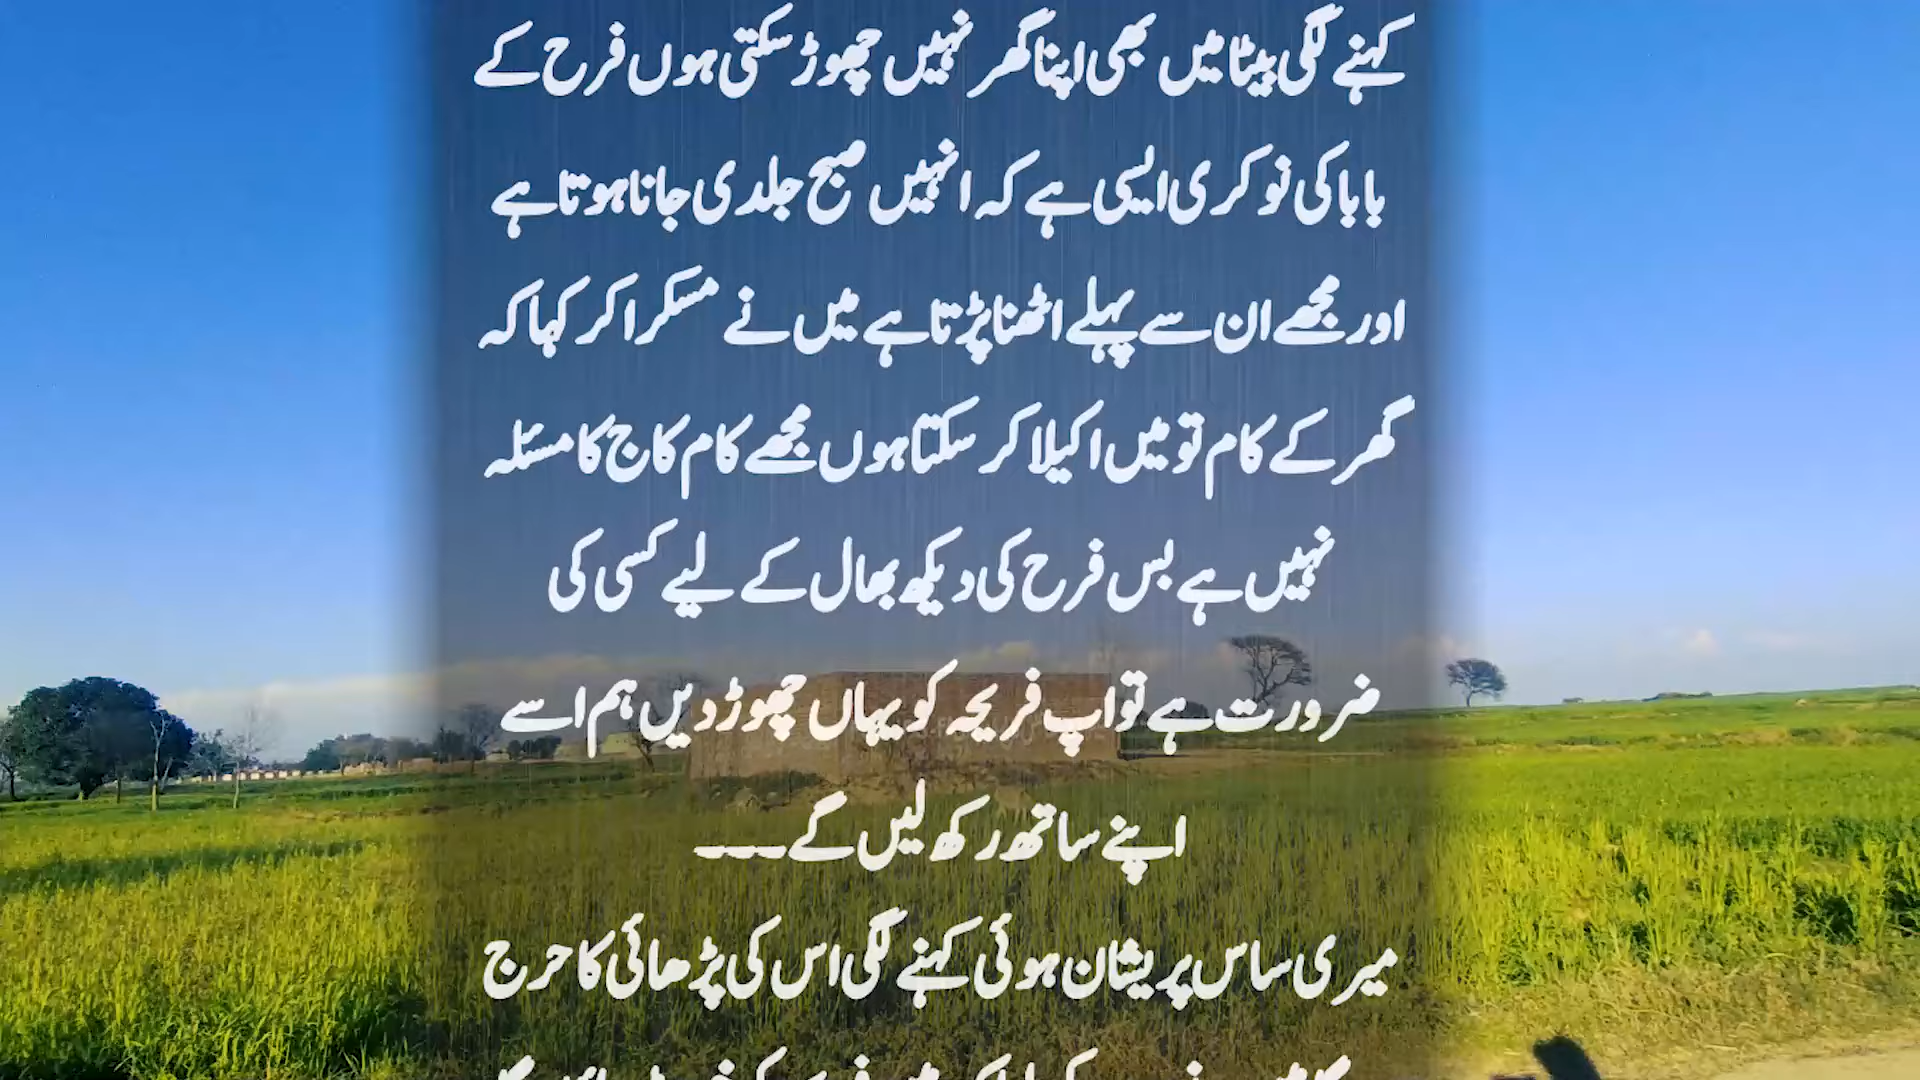 کہنے لگی بیٹا میں بھی اپنا گھر نہیں چھوڑ سکتی ہوں فرح کے
بابا کی نوکری ایسی ہے کہ انہیں صبح جلدی جانا ہوتا ہے
اور مجھے ان سے پہلے اٹھنا پڑتا ہے میں نے مسکرا کر کہا کہ
گھر کے کام تو میں اکیلا کر سکتا ہوں مجھے کام کاج کا مسئلہ
نہیں ہے بس فرح کی دیکھ بھال کے لیے کسی کی
ضرورت ہے تو اپ فریحہ کو یہاں چھوڑ دیں ہم اسے
اپنے ساتھ رکھ لیں گے۔۔۔
میری ساس پریشان ہوئی کہنے لگی اس کی پڑھائی کا حرج